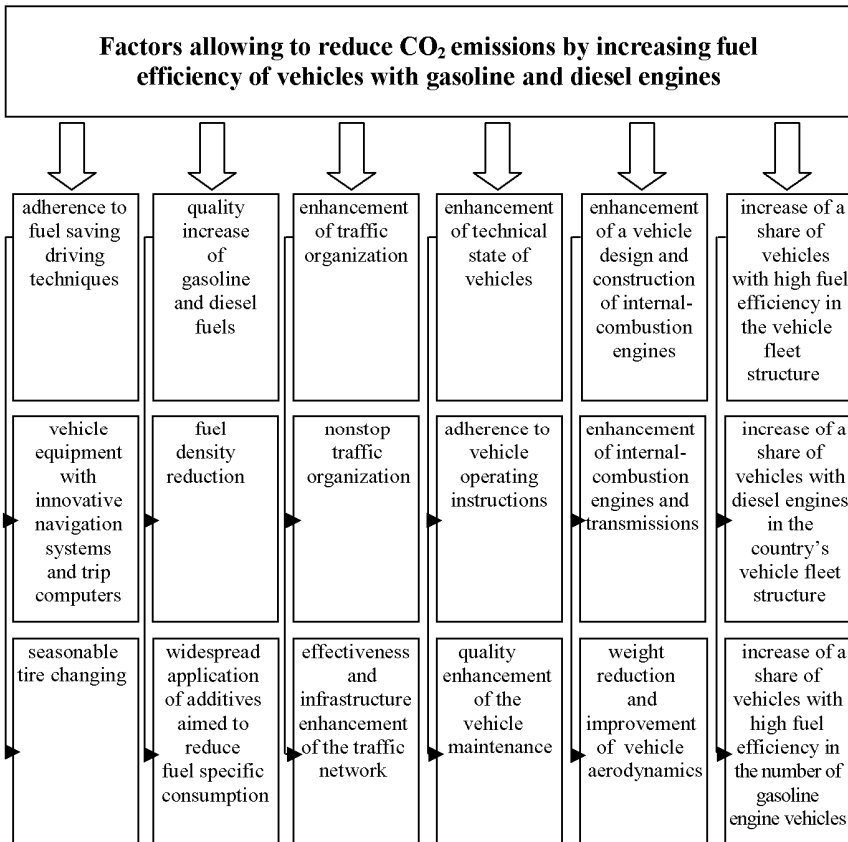 Factors allowing to reduce CO₂ emissions by increasing fuel
efficiency of vehicles with gasoline and diesel engines
adherence to
fuel saving
driving
techniques
quality
increase
of
gasoline
and diesel
fuels
enhancement
of traffic
organization
enhancement
of technical
state of
vehicles
enhancement
of a vehicle
design and
construction
of internal-
combustion
engines
increase of a
share of
vehicles
with high fuel
efficiency in
the vehicle
fleet
structure
vehicle
equipment
with
innovative
navigation
systems
and trip
computers
fuel
density
reduction
nonstop
traffic
organization
adherence to
vehicle
operating
instructions
enhancement
of internal-
combustion
engines and
transmissions
increase of a
share of
vehicles with
diesel engines
in the
country's
vehicle fleet
structure
seasonable
tire changing
widespread
application
of additives
aimed to
reduce
fuel specific
consumption
effectiveness
and
infrastructure
enhancement
of the traffic
network
quality
enhancement
of the
vehicle
maintenance
weight
reduction
and
improvement
of vehicle
aerodynamics
increase of a
share of
vehicles with
high fuel
efficiency in
the number of
gasoline
engine vehicles